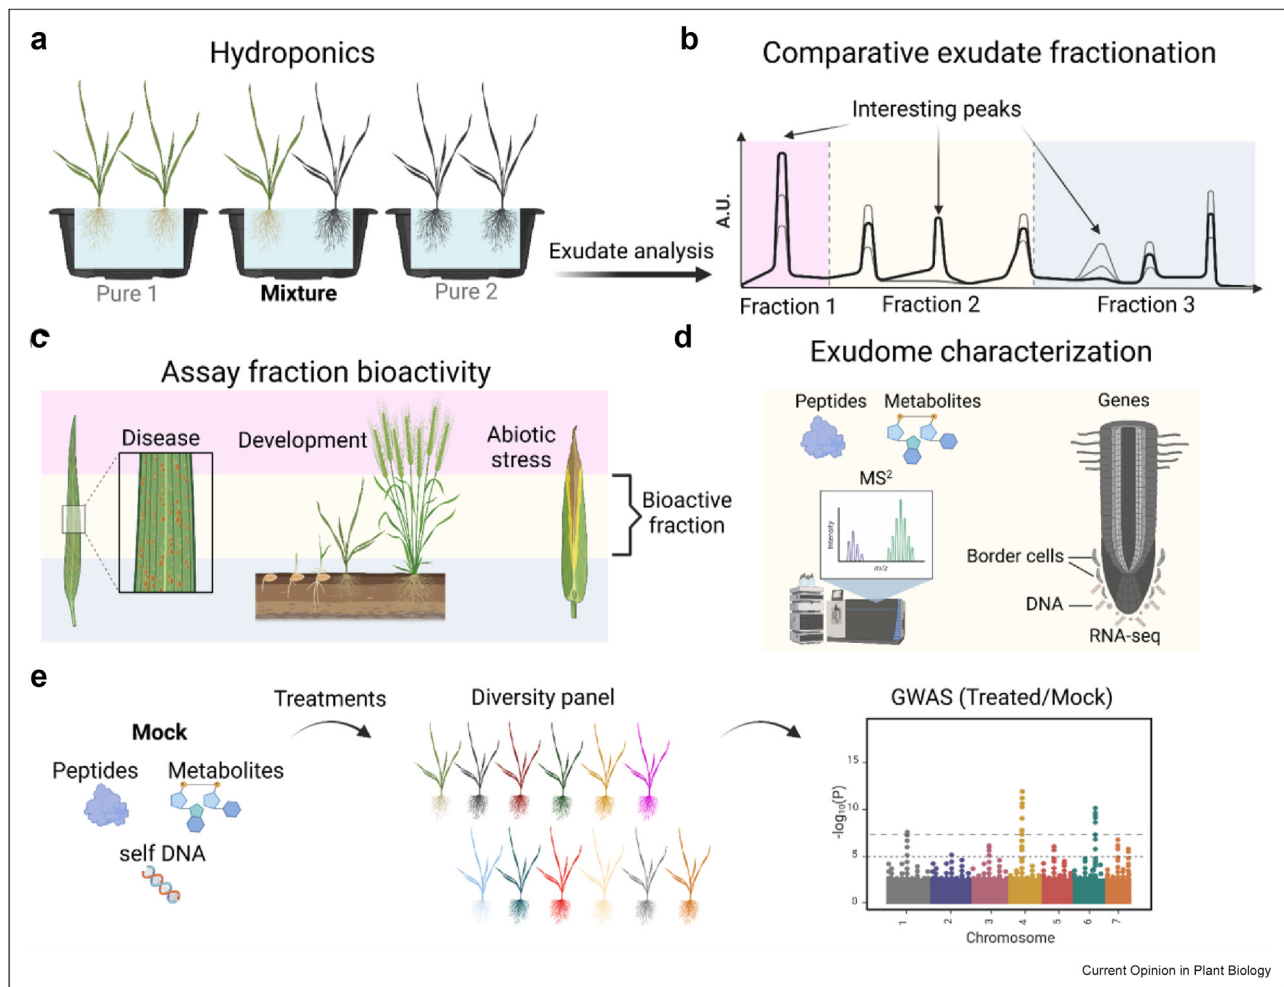 a
Hydroponics
Pure 1
Mixture
Pure 2
Exudate analysis
b
Comparative exudate fractionation
Interesting peaks
A.U.
Fraction 1
Fraction 2
Fraction 3
c
Assay fraction bioactivity
Disease
Development
Abiotic
stress
Bioactive
fraction
d
Exudome characterization
Peptides
Metabolites
Genes
MS²
Intensity
m/z
Border cells
DNA
RNA-seq
e
Mock
Peptides
Metabolites
self DNA
Treatments
Diversity panel
GWAS (Treated/Mock)
-log₁₀(P)
15
10
5
0
1
2
3
4
5
6
7
Chromosome
Current Opinion in Plant Biology